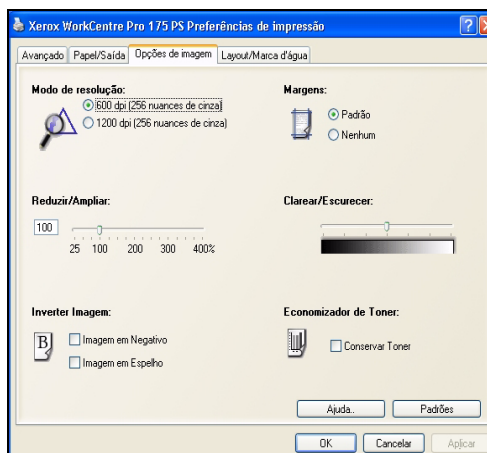 Xerox WorkCentre Pro 175 PS Preferências de impressão
Avançado Papel/Saída Opções de imagem Layout/Marca d'água
Modo de resolução:
600 dpi (256 nuances de cinza)
1200 dpi (256 nuances de cinza)
Margens:
Padrão
Nenhum
Reduzir/Ampliar:
100
25 100 200 300 400%
Clarear/Escurecer:
Inverter Imagem:
B
Imagem em Negativo
Imagem em Espelho
Economizador de Toner:
Conservar Toner
Ajuda.. Padrões
OK Cancelar Aplicar